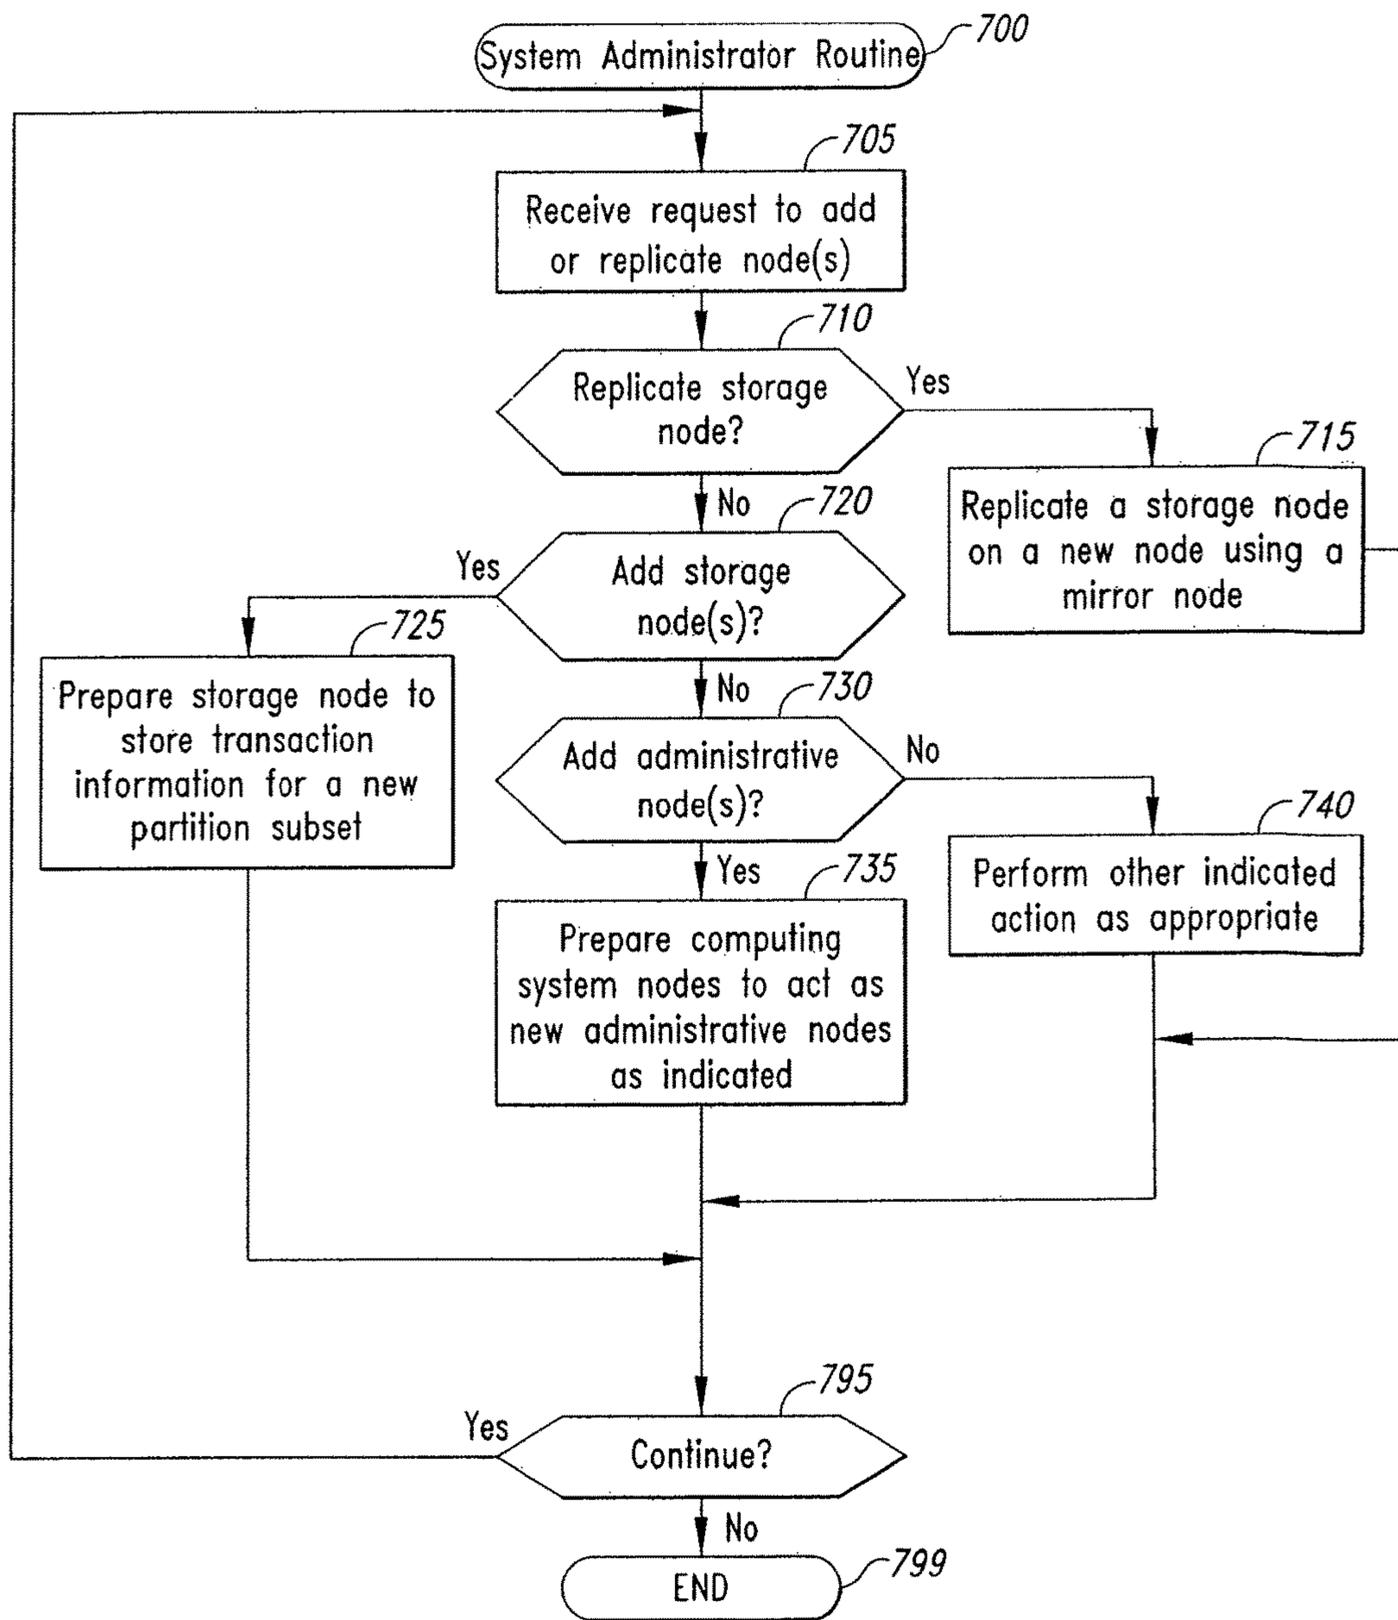 700
System Administrator Routine
705
Receive request to add
or replicate node(s)
710
Replicate storage
node?
Yes
No
715
Replicate a storage node
on a new node using a
mirror node
720
Add storage
node(s)?
Yes
No
725
Prepare storage node to
store transaction
information for a new
partition subset
730
Add administrative
node(s)?
No
Yes
740
Perform other indicated
action as appropriate
735
Prepare computing
system nodes to act as
new administrative nodes
as indicated
795
Continue?
Yes
No
799
END